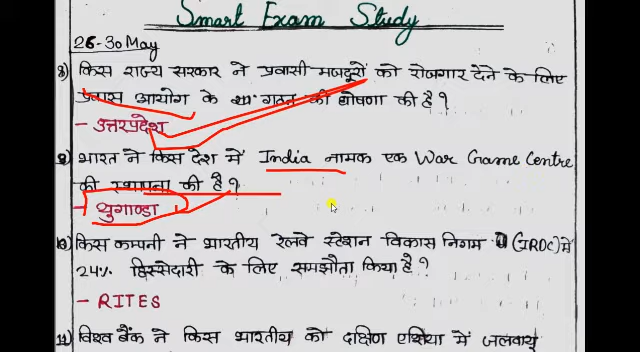 Smart Exam Study
26-30 May
8) किस राज्य सरकार ने प्रवासी मजदूरों को रोजगार देने के लिए
प्रवास आयोग के गठन की घोषणा की है?
- उत्तरप्रदेश
9) भारत ने किस देश में India नामक एक War Game Centre
की स्थापना की है?
- युगाण्डा
10) किस कम्पनी ने भारतीय रेलवे स्टेशन विकास निगम (IRDC) में
24% हिस्सेदारी के लिए समझौता किया है?
- RITES
11) विश्व बैंक ने किस भारतीय को दक्षिण एशिया में जलवायु